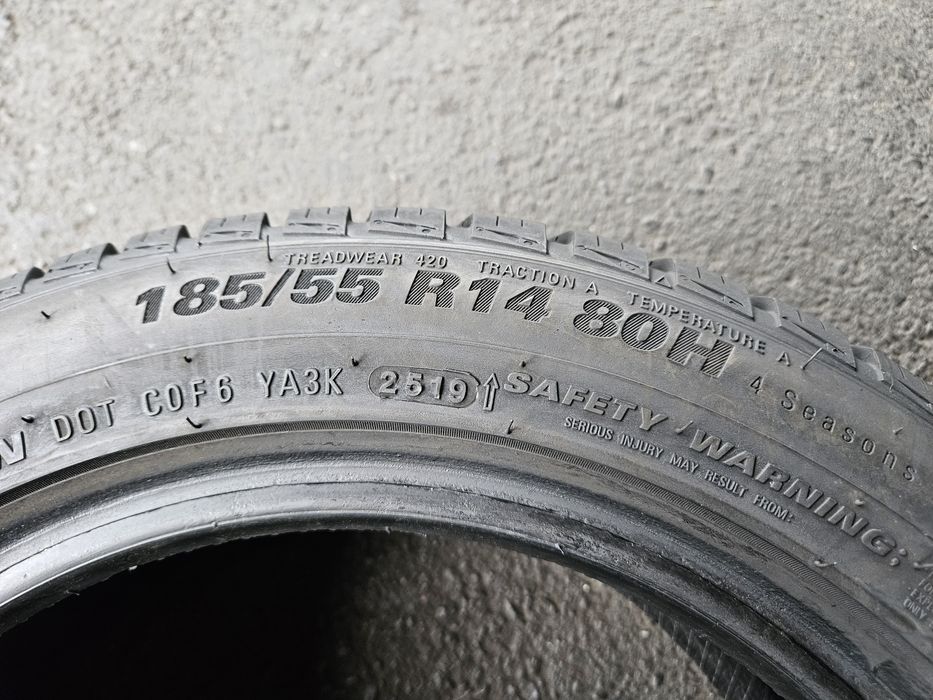 TREADWEAR 420 TRACTION A TEMPERATURE A
185/55 R14 80H
4 Seasons
DOT C0F6 YA3K 2519
SAFETY WARNING:
SERIOUS INJURY MAY RESULT FROM:
ONLY